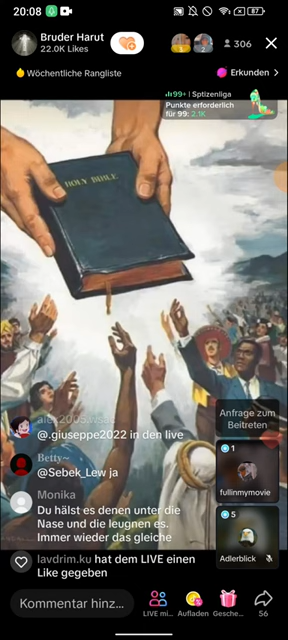 20:08
87
Bruder Harut
22.0K Likes
2
306
Wöchentliche Rangliste
Erkunden
99+ | Sptizenliga
Punkte erforderlich
für 99: 2.1K
HOLY BIBLE
@.giuseppe2022 in den live
Betty~
@Sebek_Lew ja
Monika
Du hälst es denen unter die
Nase und die leugnen es.
Immer wieder das gleiche
lavdrim.ku hat dem LIVE einen
Like gegeben
Anfrage zum
Beitreten
1
fullinmymovie
5
Adlerblick
Kommentar hinz...
LIVE mi...
Aufladen
Gesche...
56